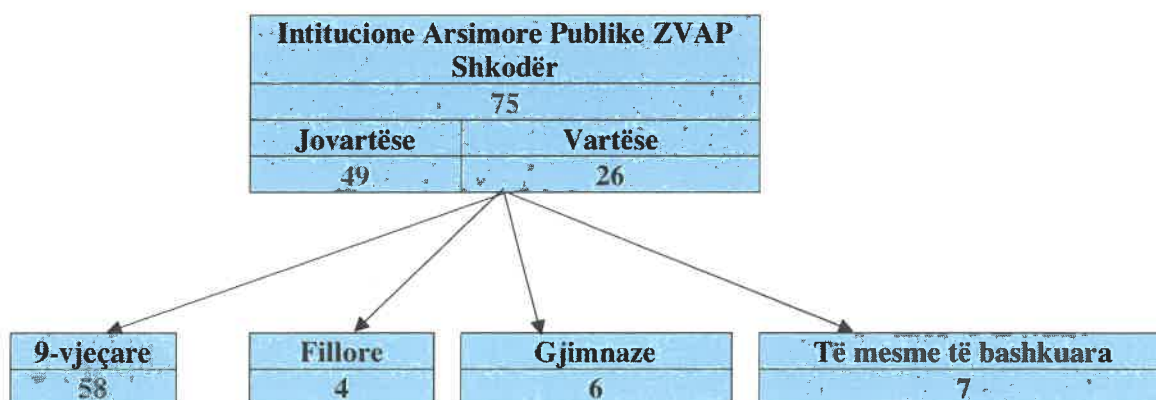 Intitucione Arsimore Publike ZVAP
Shkodër
75
Jovartëse Vartëse
49 26
9-vjeçare Fillore Gjimnaze Të mesme të bashkuara
58 4 6 7